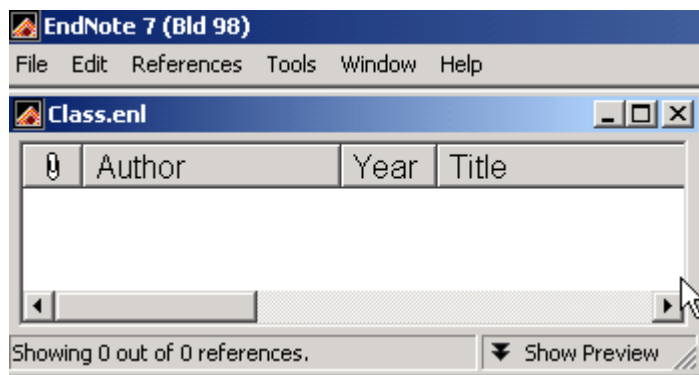 EndNote 7 (Bld 98)
File Edit References Tools Window Help
Class.enl
Author Year Title
Showing 0 out of 0 references. Show Preview